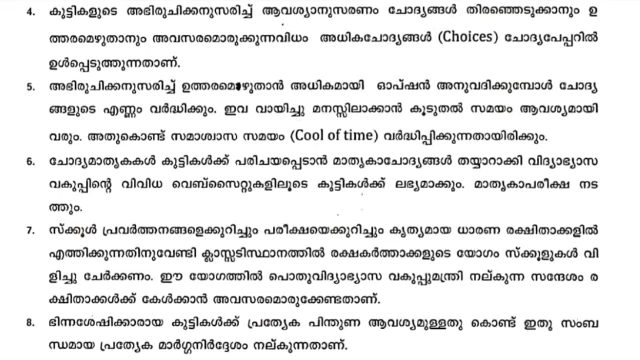 4. കുട്ടികളുടെ അഭിരുചിക്കനുസരിച്ച് ആവശ്യാനുസരണം ചോദ്യങ്ങൾ തിരഞ്ഞെടുക്കാനും ഉ
ത്തരമെഴുതാനും അവസരമൊരുക്കുന്നവിധം അധികചോദ്യങ്ങൾ (Choices) ചോദ്യപേപ്പറിൽ
ഉൾപ്പെടുത്തുന്നതാണ്.
5. അഭിരുചിക്കനുസരിച്ച് ഉത്തരമെഴുതാൻ അധികമായി ഓപ്ഷൻ അനുവദിക്കുമ്പോൾ ചോദ്യ
ങ്ങളുടെ എണ്ണം വർദ്ധിക്കും. ഇവ വായിച്ചു മനസ്സിലാക്കാൻ കൂടുതൽ സമയം ആവശ്യമായി
വരും. അതുകൊണ്ട് സമാശ്വാസ സമയം (Cool of time) വർദ്ധിപ്പിക്കുന്നതായിരിക്കും.
6. ചോദ്യമാതൃകകൾ കുട്ടികൾക്ക് പരിചയപ്പെടാൻ മാതൃകാചോദ്യങ്ങൾ തയ്യാറാക്കി വിദ്യാഭ്യാസ
വകുപ്പിന്റെ വിവിധ വെബ്സൈറ്റുകളിലൂടെ കുട്ടികൾക്ക് ലഭ്യമാക്കും. മാതൃകാപരീക്ഷ നട
ത്തും.
7. സ്ക്കൂൾ പ്രവർത്തനങ്ങളെക്കുറിച്ചും പരീക്ഷയെക്കുറിച്ചും കൃത്യമായ ധാരണ രക്ഷിതാക്കളിൽ
എത്തിക്കുന്നതിനുവേണ്ടി ക്ലാസ്സടിസ്ഥാനത്തിൽ രക്ഷകർത്താക്കളുടെ യോഗം സ്ക്കൂളുകൾ വി
ളിച്ചു ചേർക്കണം. ഈ യോഗത്തിൽ പൊതുവിദ്യാഭ്യാസ വകുപ്പുമന്ത്രി നല്കുന്ന സന്ദേശം ര
ക്ഷിതാക്കൾക്ക് കേൾക്കാൻ അവസരമൊരുക്കേണ്ടതാണ്.
8. ഭിന്നശേഷിക്കാരായ കുട്ടികൾക്ക് പ്രത്യേക പിന്തുണ ആവശ്യമുള്ളതു കൊണ്ട് ഇതു സംബ
ന്ധമായ പ്രത്യേക മാർഗ്ഗനിർദ്ദേശം നല്കുന്നതാണ്.